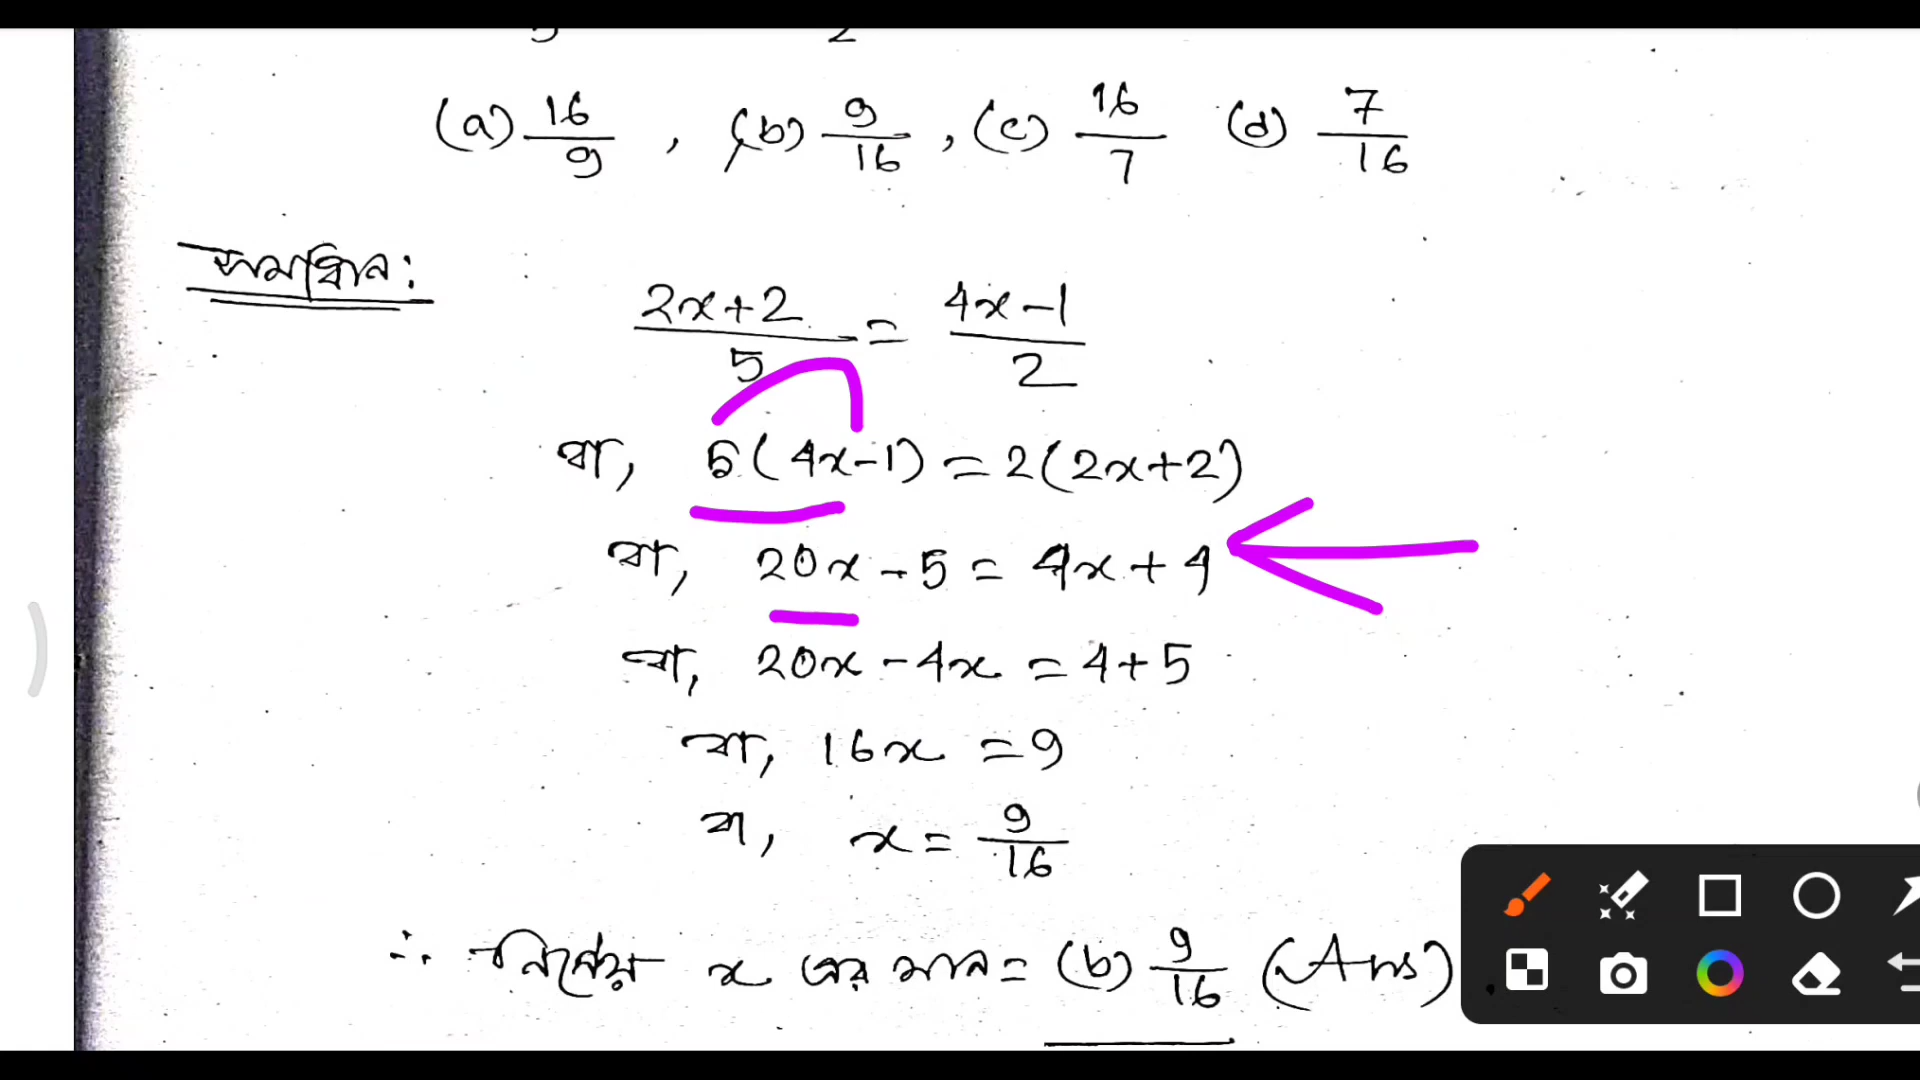 (a) 16/9 , (b) 9/16 , (c) 16/7 (d) 7/16
সমাধান:
(2x+2)/5 = (4x-1)/2
বা, 5(4x-1) = 2(2x+2)
বা, 20x - 5 = 4x + 4
বা, 20x - 4x = 4+5
বা, 16x = 9
বা, x = 9/16
∴ নির্ণেয় x এর মান = (b) 9/16 (Ans)